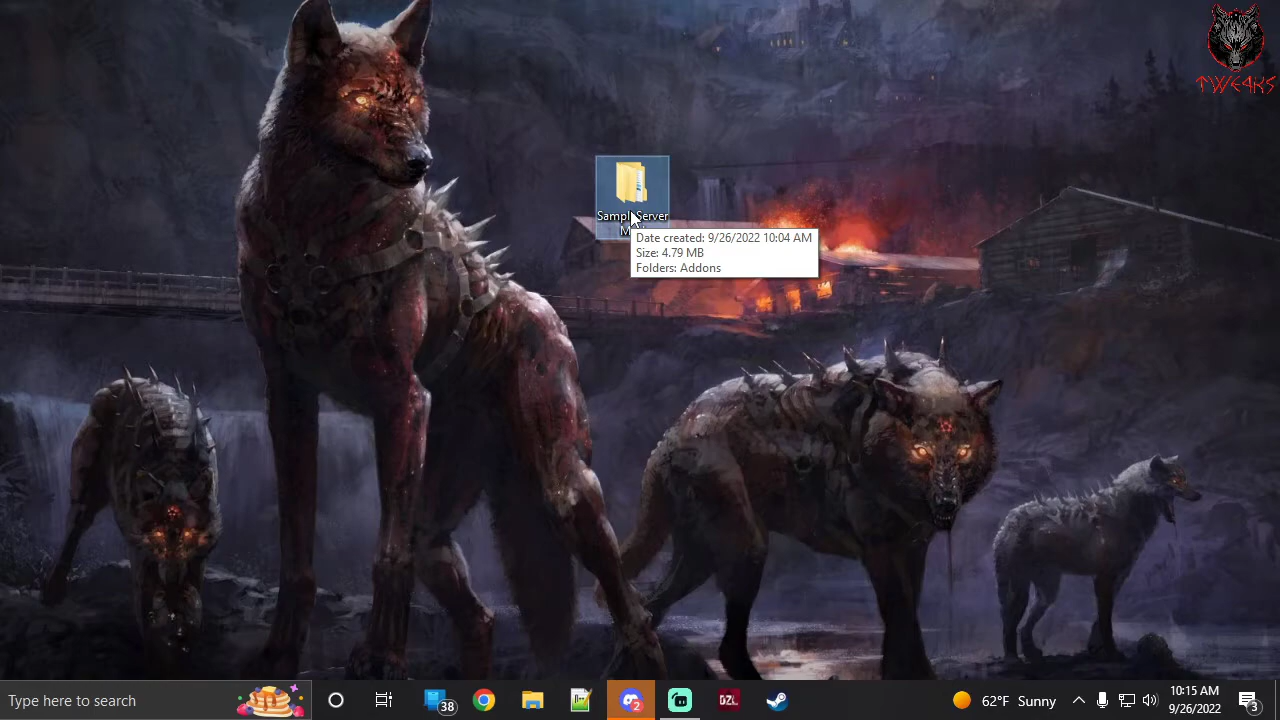 TWE4KS
Sample Server
Date created: 9/26/2022 10:04 AM
Size: 4.79 MB
Folders: Addons
Type here to search
38
2
DZL
62°F Sunny
10:15 AM
9/26/2022
3